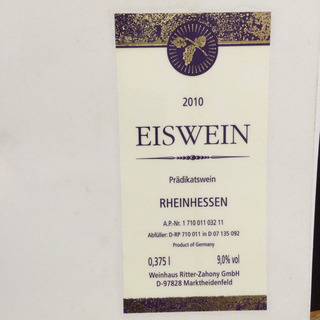 2010
EISWEIN
Prädikatswein
RHEINHESSEN
A.P.-Nr. 1 710 011 032 11
Abfüller: D-RP 710 011 in D 07 135 092
Product of Germany
0,375 l 9,0% vol
Weinhaus Ritter-Zahony GmbH
D-97828 Marktheidenfeld